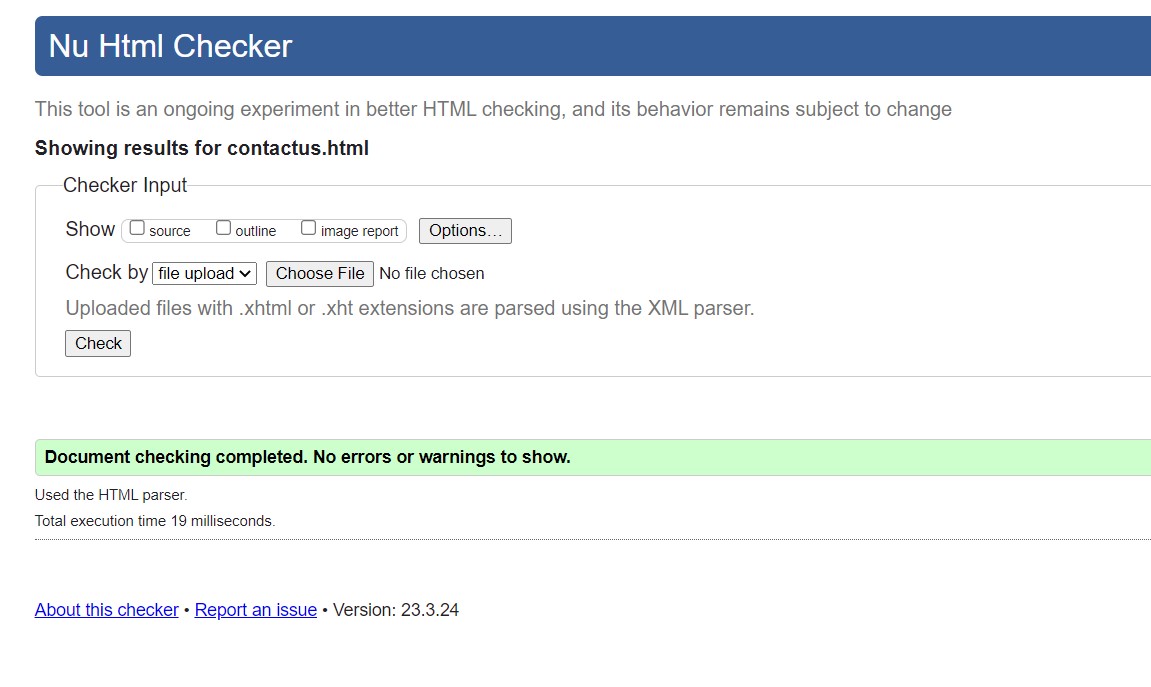 Nu Html Checker
This tool is an ongoing experiment in better HTML checking, and its behavior remains subject to change
Showing results for contactus.html
Checker Input
Show source outline image report Options...
Check by file upload Choose File No file chosen
Uploaded files with .xhtml or .xht extensions are parsed using the XML parser.
Check
Document checking completed. No errors or warnings to show.
Used the HTML parser.
Total execution time 19 milliseconds.
About this checker • Report an issue • Version: 23.3.24